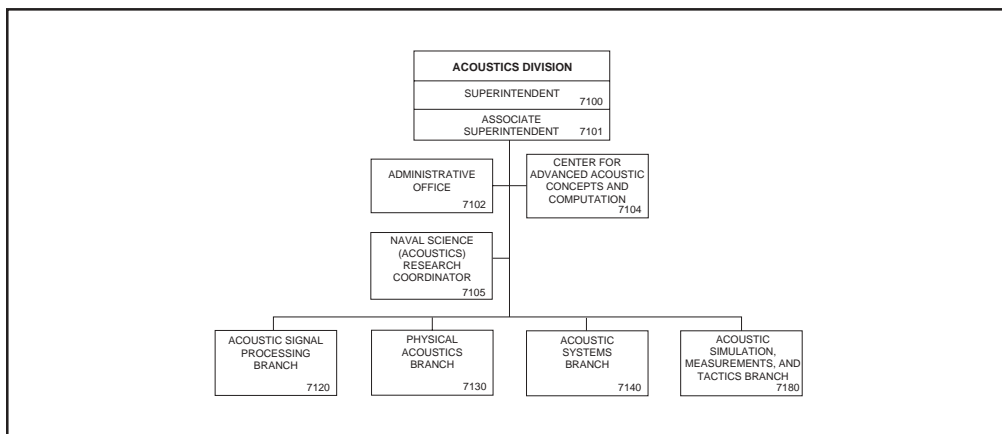 ACOUSTICS DIVISION
SUPERINTENDENT
7100
ASSOCIATE
SUPERINTENDENT
7101
ADMINISTRATIVE
OFFICE
7102
CENTER FOR
ADVANCED ACOUSTIC
CONCEPTS AND
COMPUTATION
7104
NAVAL SCIENCE
(ACOUSTICS)
RESEARCH
COORDINATOR
7105
ACOUSTIC SIGNAL
PROCESSING
BRANCH
7120
PHYSICAL
ACOUSTICS
BRANCH
7130
ACOUSTIC
SYSTEMS
BRANCH
7140
ACOUSTIC
SIMULATION,
MEASUREMENTS, AND
TACTICS BRANCH
7180